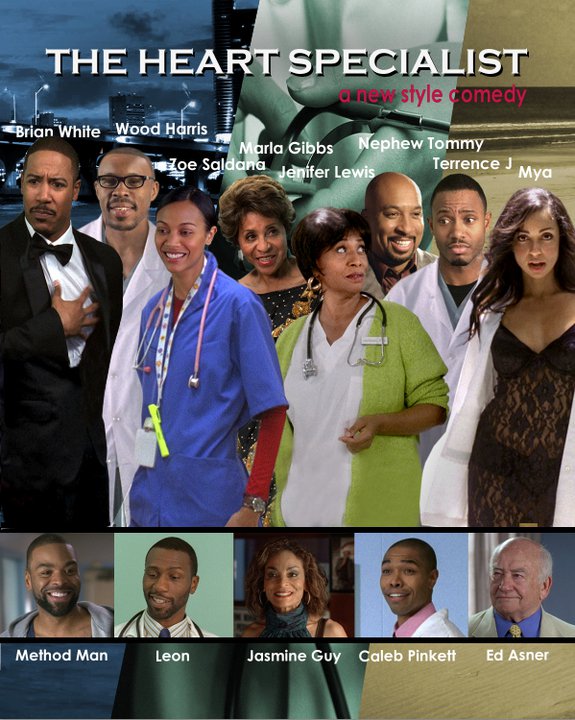 THE HEART SPECIALIST
a new style comedy
Brian White
Wood Harris
Zoe Saldana
Marla Gibbs
Jenifer Lewis
Nephew Tommy
Terrence J
Mya
Method Man
Leon
Jasmine Guy
Caleb Pinkett
Ed Asner